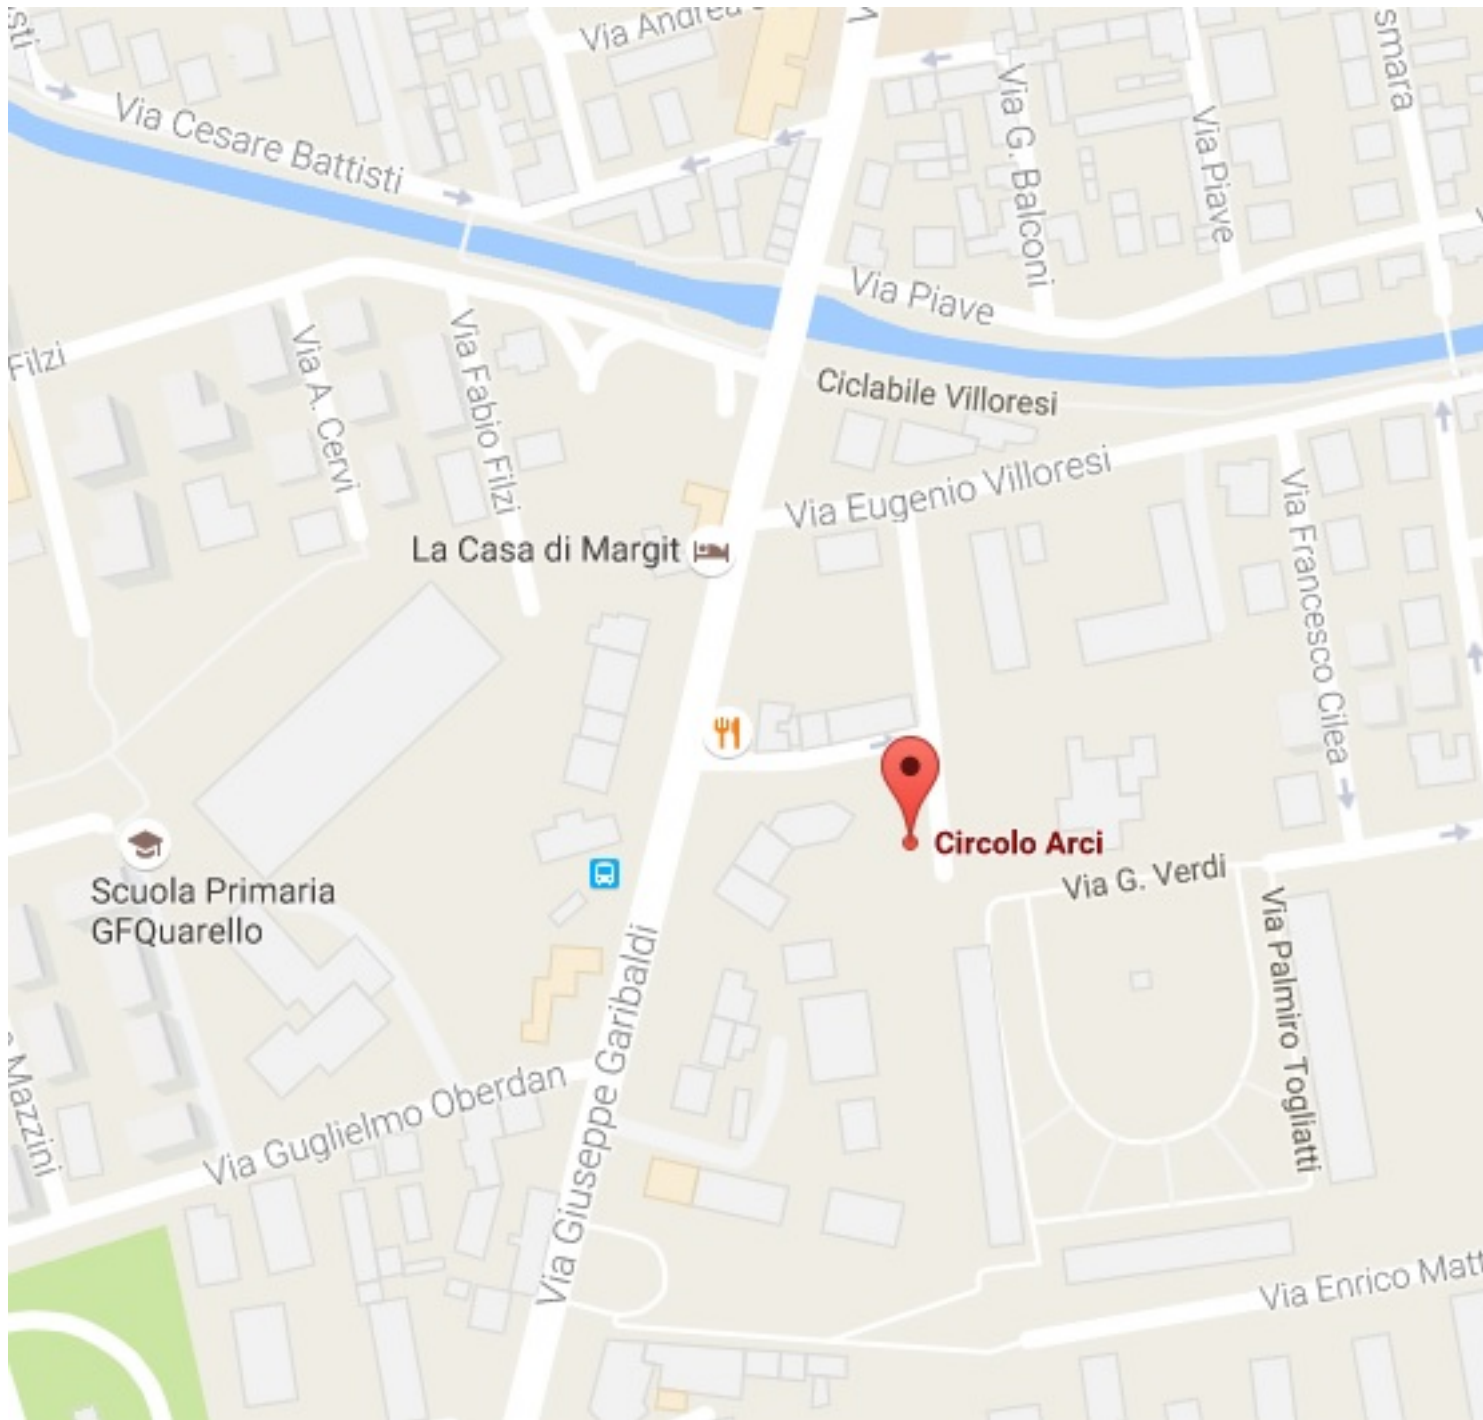 Via Andrea
Via Cesare Battisti
Via G. Balconi
Via Piave
smara
Via Piave
Filzi
Via A. Cervi
Via Fabio Filzi
Ciclabile Villoresi
Via Eugenio Villoresi
La Casa di Margit
Via Francesco Cilea
Circolo Arci
Via G. Verdi
Scuola Primaria
GFQuarello
Via Giuseppe Garibaldi
Via Palmiro Togliatti
Via Guglielmo Oberdan
Mazzini
Via Enrico Matt